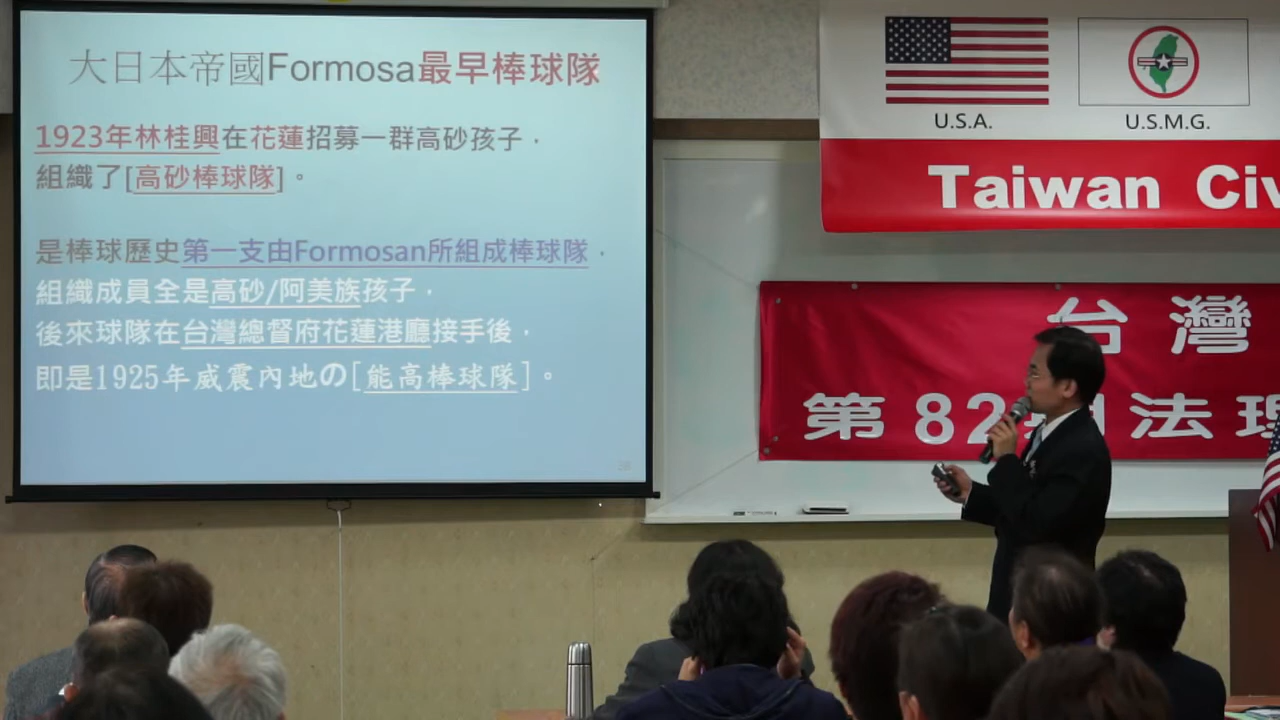 大日本帝國Formosa最早棒球隊
1923年林桂興在花蓮招募一群高砂孩子，
組織了[高砂棒球隊]。
是棒球歷史第一支由Formosan所組成棒球隊，
組織成員全是高砂/阿美族孩子，
後來球隊在台灣總督府花蓮港廳接手後，
即是1925年威震內地の[能高棒球隊]。
38
U.S.A.
U.S.M.G.
Taiwan Civ
台灣
第82期法理